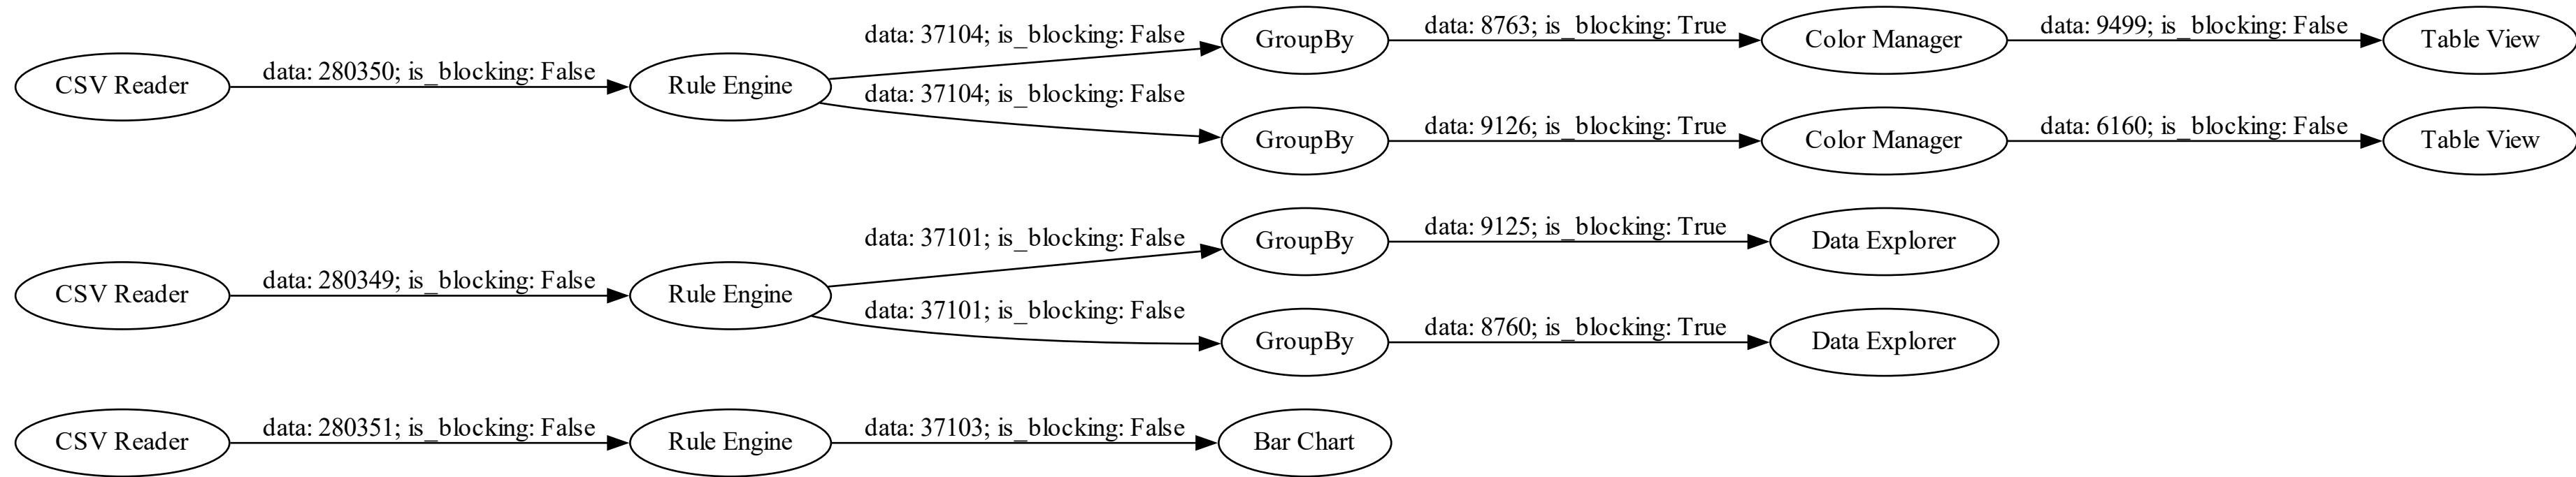 CSV Reader
data: 280350; is_blocking: False
Rule Engine
data: 37104; is_blocking: False
GroupBy
data: 8763; is_blocking: True
Color Manager
data: 9499; is_blocking: False
Table View
data: 37104; is_blocking: False
GroupBy
data: 9126; is_blocking: True
Color Manager
data: 6160; is_blocking: False
Table View
CSV Reader
data: 280349; is_blocking: False
Rule Engine
data: 37101; is_blocking: False
GroupBy
data: 9125; is_blocking: True
Data Explorer
data: 37101; is_blocking: False
GroupBy
data: 8760; is_blocking: True
Data Explorer
CSV Reader
data: 280351; is_blocking: False
Rule Engine
data: 37103; is_blocking: False
Bar Chart